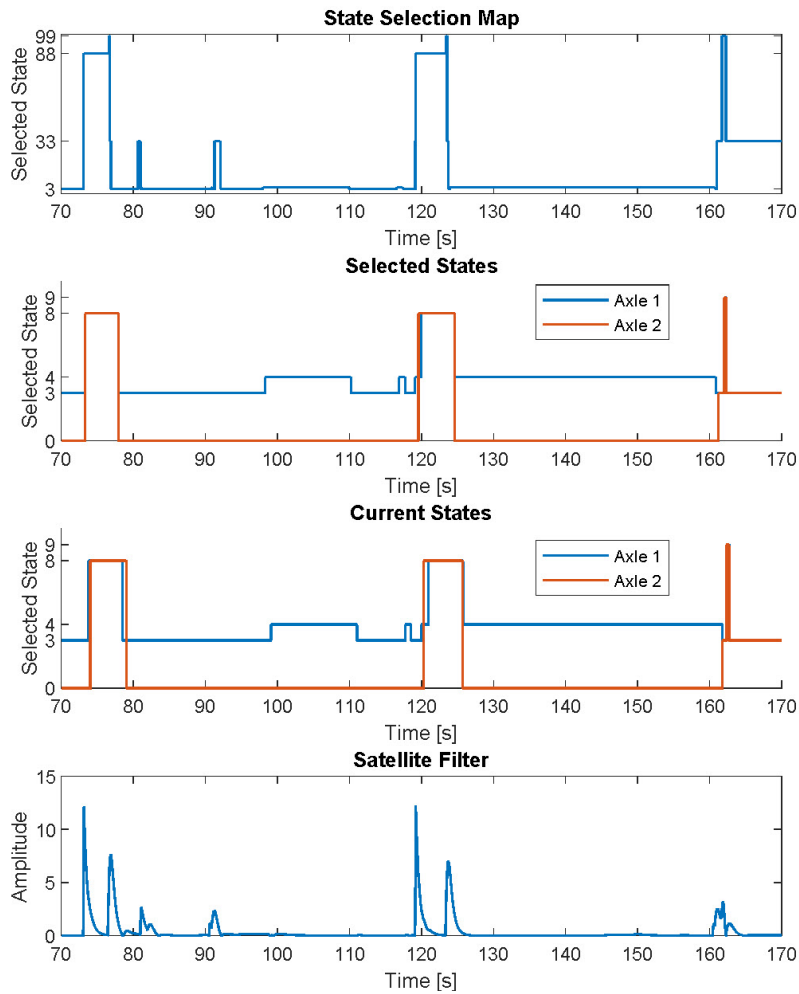 State Selection Map
99
88
33
3
Selected State
70 80 90 100 110 120 130 140 150 160 170
Time [s]
Selected States
9
8
4
3
0
Selected State
Axle 1
Axle 2
70 80 90 100 110 120 130 140 150 160 170
Time [s]
Current States
9
8
4
3
0
Selected State
Axle 1
Axle 2
70 80 90 100 110 120 130 140 150 160 170
Time [s]
Satellite Filter
15
10
5
0
Amplitude
70 80 90 100 110 120 130 140 150 160 170
Time [s]